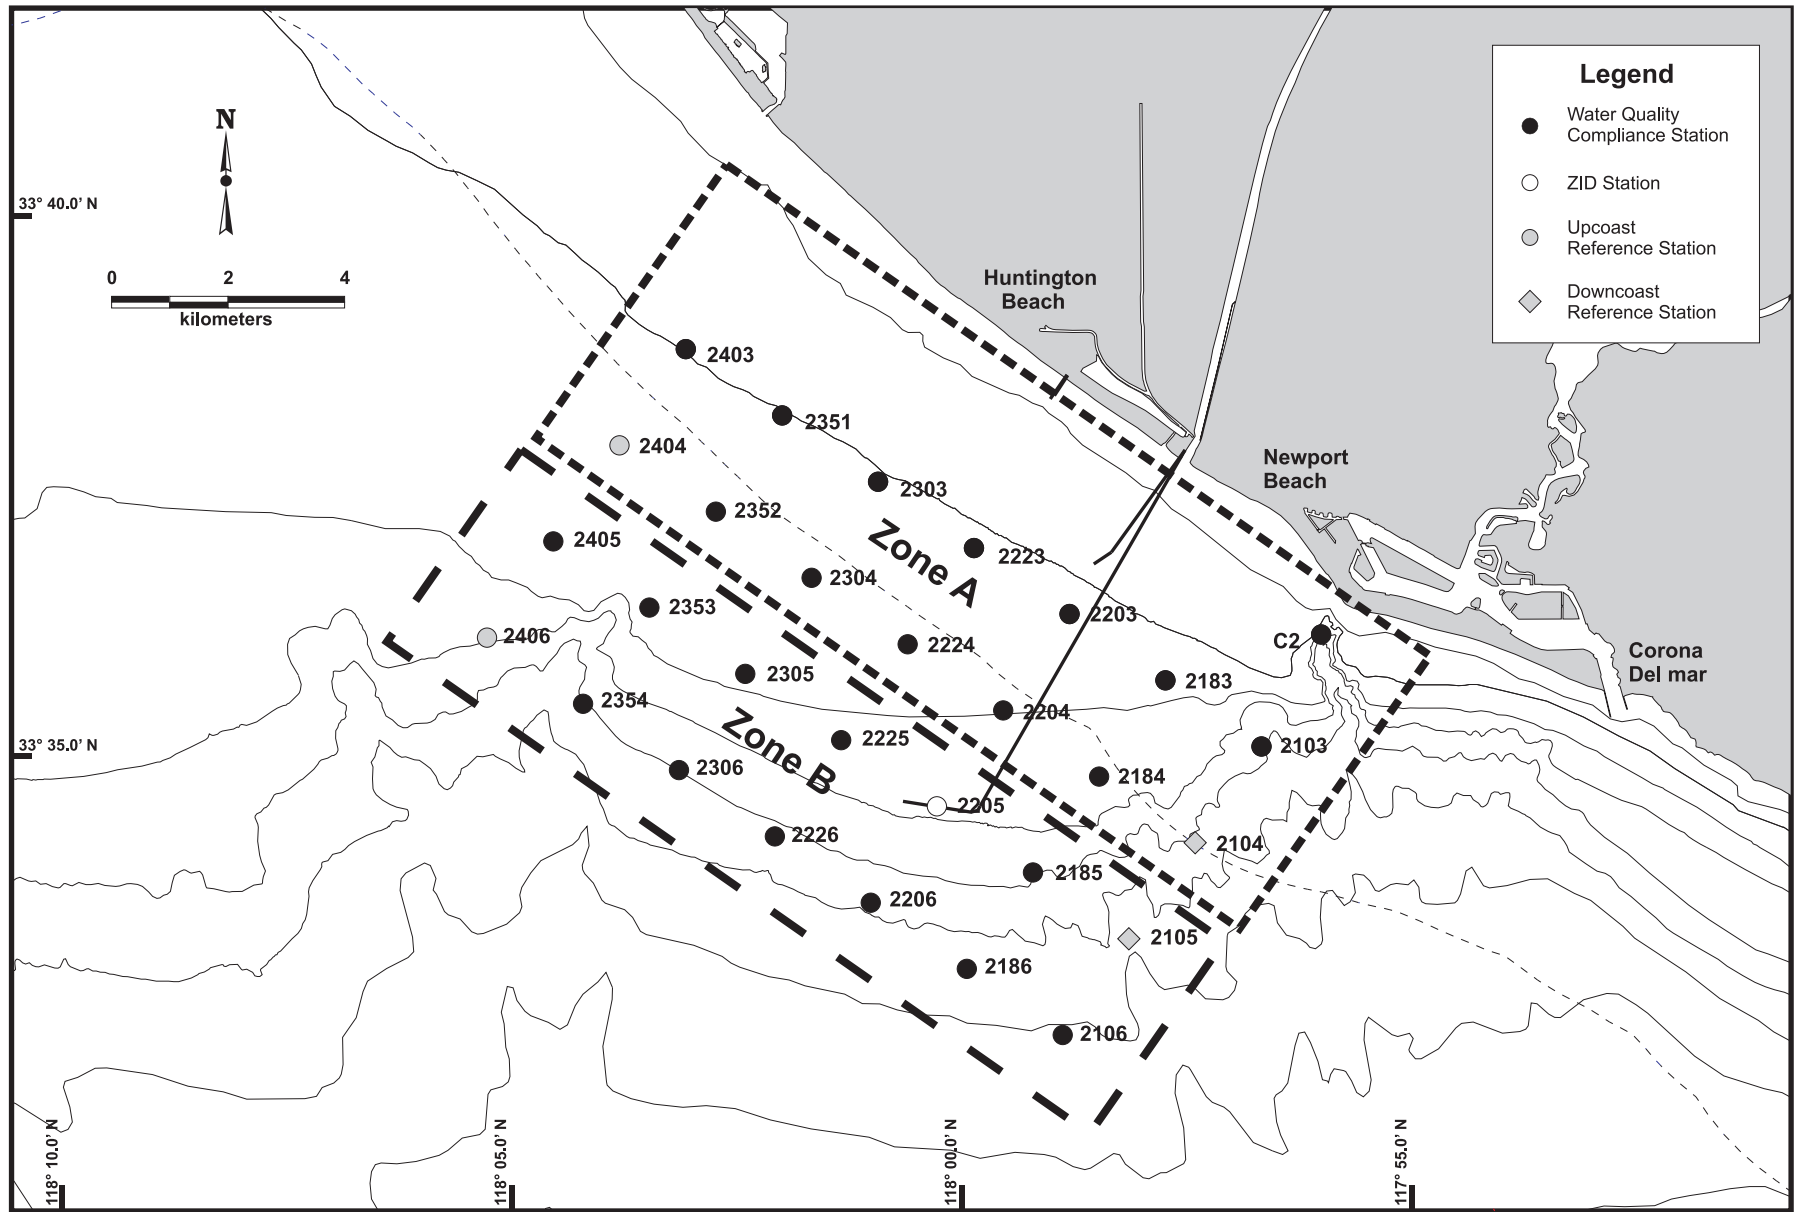 Legend
Water Quality
Compliance Station
ZID Station
Upcoast
Reference Station
Downcoast
Reference Station
N
33° 40.0' N
0 2 4
kilometers
Huntington
Beach
2403
2351
2404
2303
Newport
Beach
2352
2405
Zone A
2223
2304
2353
2203
2406
2224
C2
Corona
Del mar
2305
2183
2354
2204
33° 35.0' N
Zone B
2225
2103
2306
2184
2205
2226
2104
2185
2206
2105
2186
2106
118° 10.0' N
118° 05.0' N
118° 00.0' N
117° 55.0' N